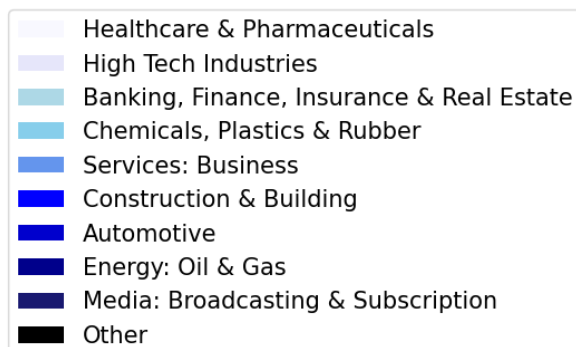 Healthcare & Pharmaceuticals
High Tech Industries
Banking, Finance, Insurance & Real Estate
Chemicals, Plastics & Rubber
Services: Business
Construction & Building
Automotive
Energy: Oil & Gas
Media: Broadcasting & Subscription
Other